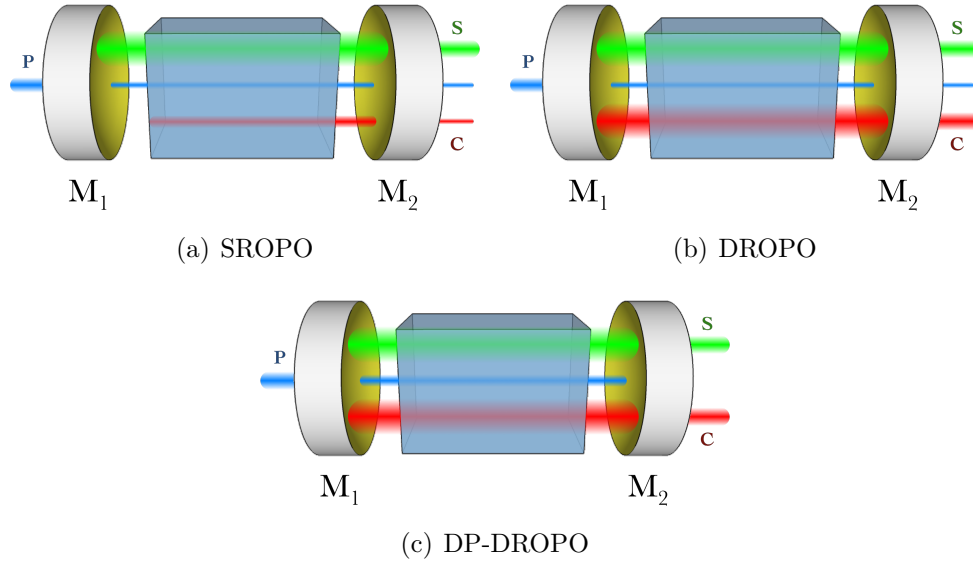 S
P
C
M₁ M₂
(a) SROPO
S
P
C
M₁ M₂
(b) DROPO
S
P
C
M₁ M₂
(c) DP-DROPO